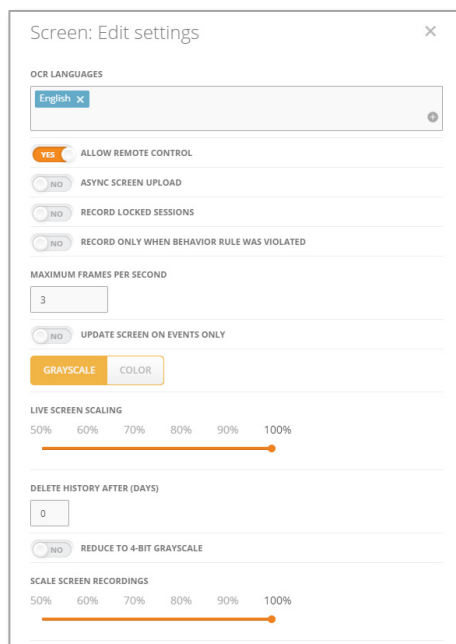 Screen: Edit settings ×
OCR LANGUAGES
English ×
YES ALLOW REMOTE CONTROL
NO ASYNC SCREEN UPLOAD
NO RECORD LOCKED SESSIONS
NO RECORD ONLY WHEN BEHAVIOR RULE WAS VIOLATED
MAXIMUM FRAMES PER SECOND
3
NO UPDATE SCREEN ON EVENTS ONLY
GRAYSCALE COLOR
LIVE SCREEN SCALING
50% 60% 70% 80% 90% 100%
DELETE HISTORY AFTER (DAYS)
0
NO REDUCE TO 4-BIT GRAYSCALE
SCALE SCREEN RECORDINGS
50% 60% 70% 80% 90% 100%